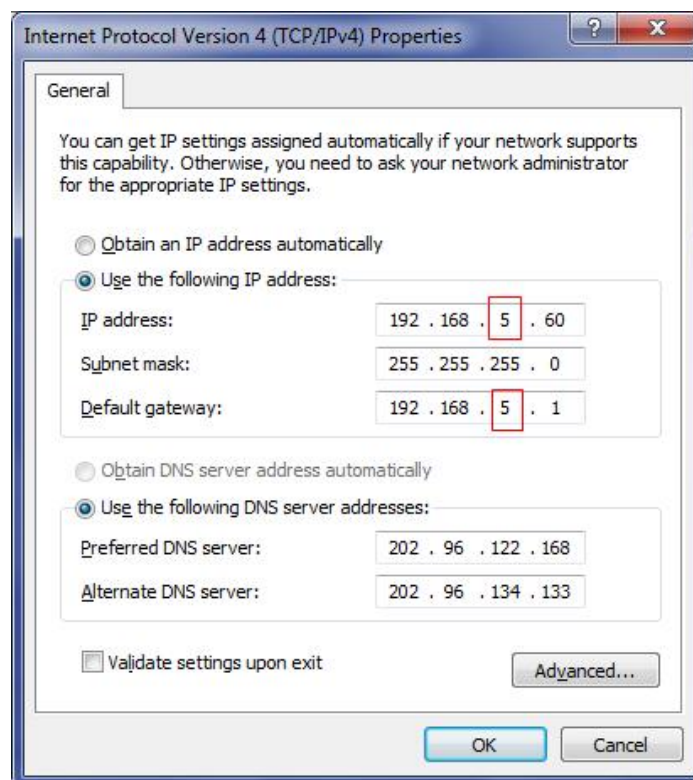 Internet Protocol Version 4 (TCP/IPv4) Properties
?
General
You can get IP settings assigned automatically if your network supports
this capability. Otherwise, you need to ask your network administrator
for the appropriate IP settings.
Obtain an IP address automatically
Use the following IP address:
IP address: 192 . 168 . 5 . 60
Subnet mask: 255 . 255 . 255 . 0
Default gateway: 192 . 168 . 5 . 1
Obtain DNS server address automatically
Use the following DNS server addresses:
Preferred DNS server: 202 . 96 . 122 . 168
Alternate DNS server: 202 . 96 . 134 . 133
Validate settings upon exit
Advanced...
OK Cancel